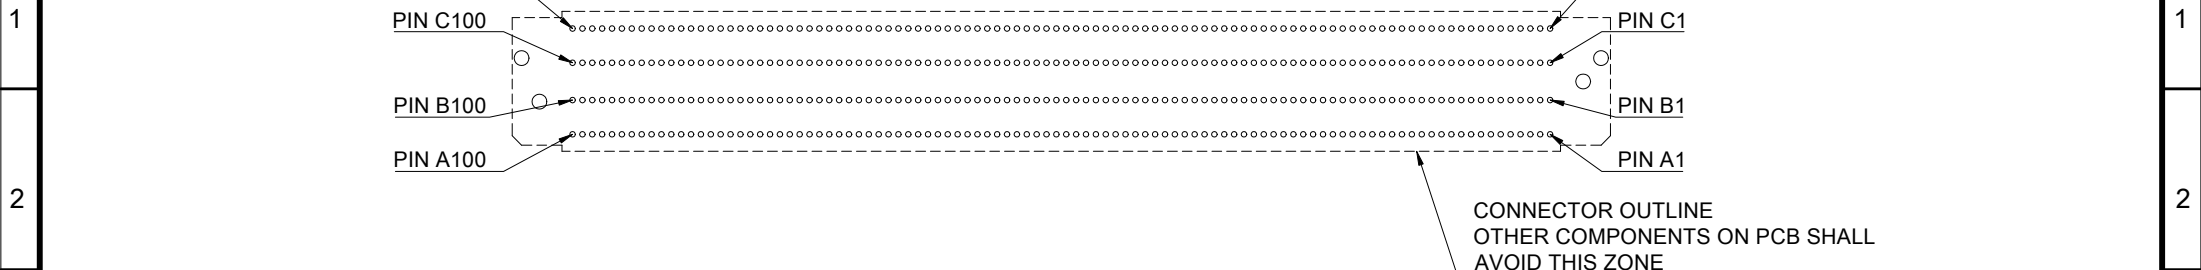 1
PIN C100
PIN C1
1
PIN B100
PIN B1
PIN A100
PIN A1
2
2
CONNECTOR OUTLINE
OTHER COMPONENTS ON PCB SHALL
AVOID THIS ZONE